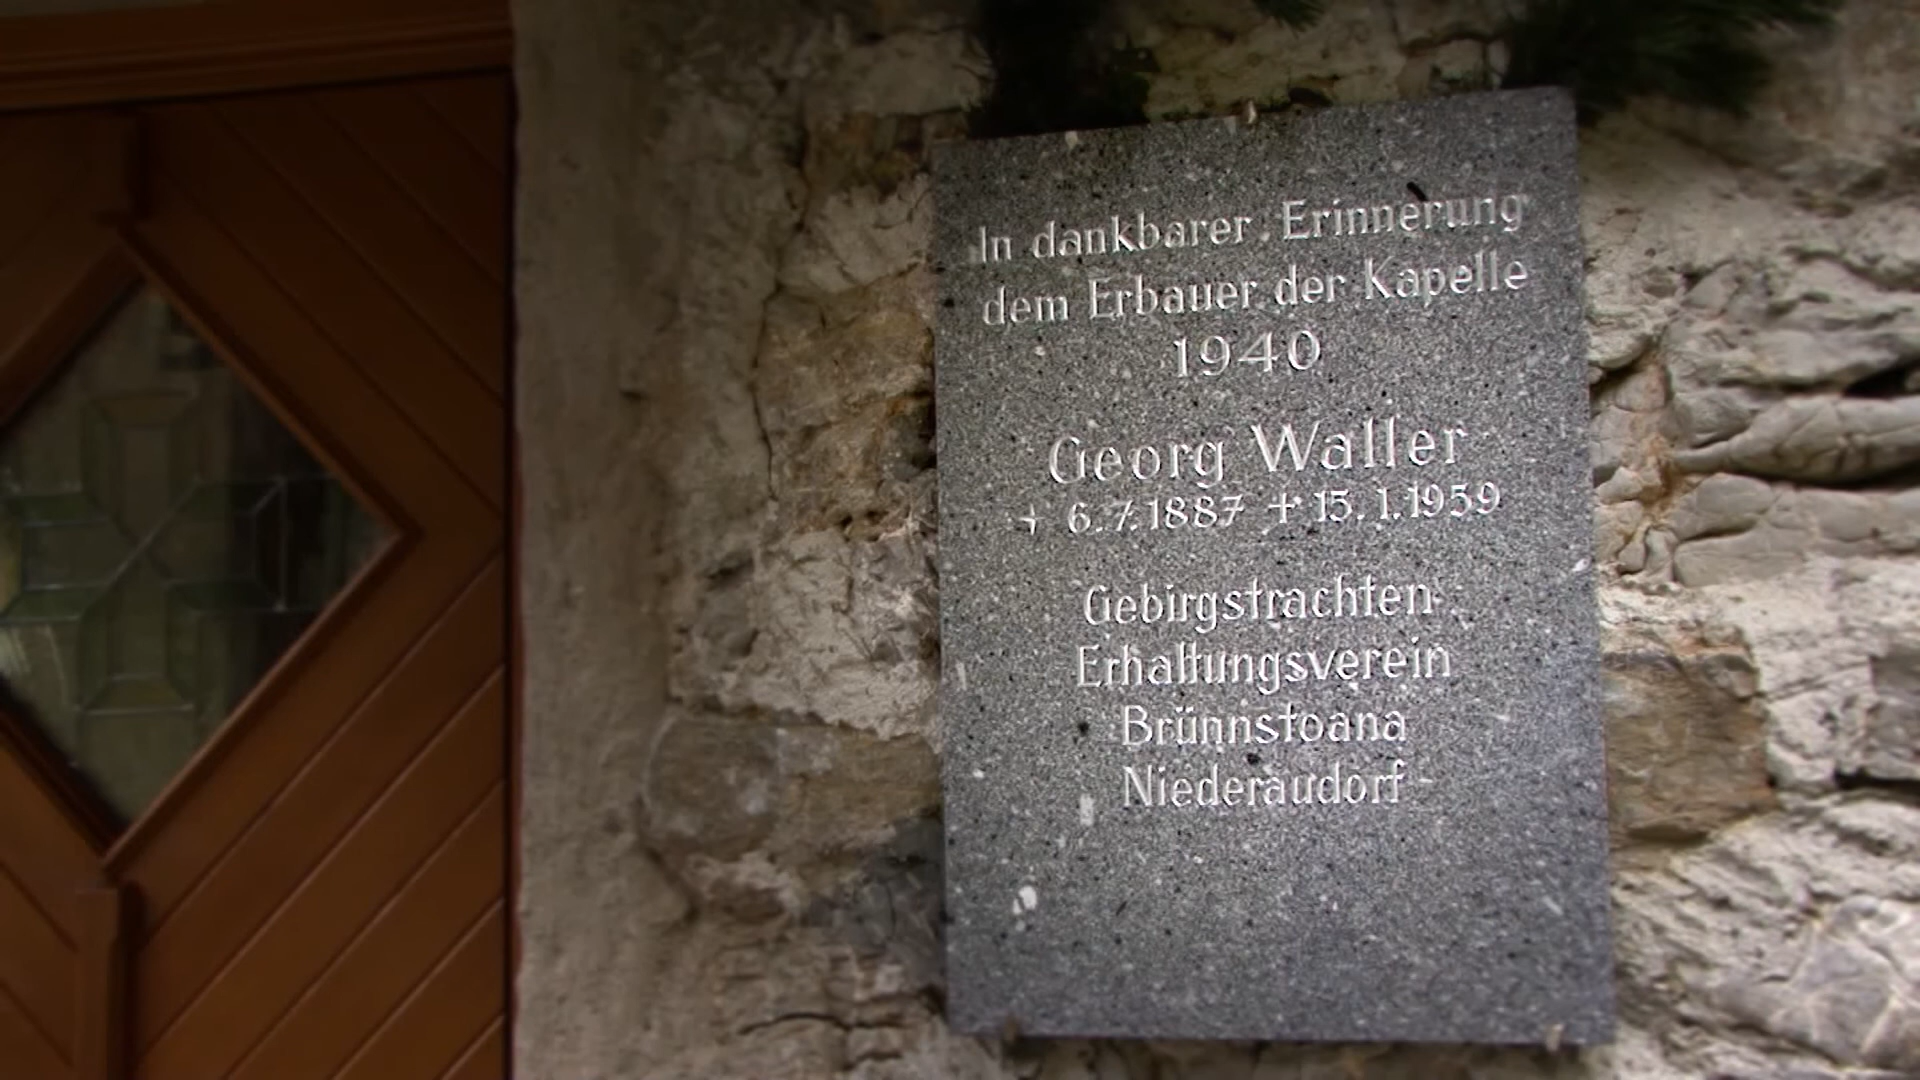 In dankbarer Erinnerung
dem Erbauer der Kapelle
1940
Georg Waller
+ 6.7.1887 + 15.1.1959
Gebirgstrachten-
Erhaltungsverein
Brünnstoana
Niederaudorf